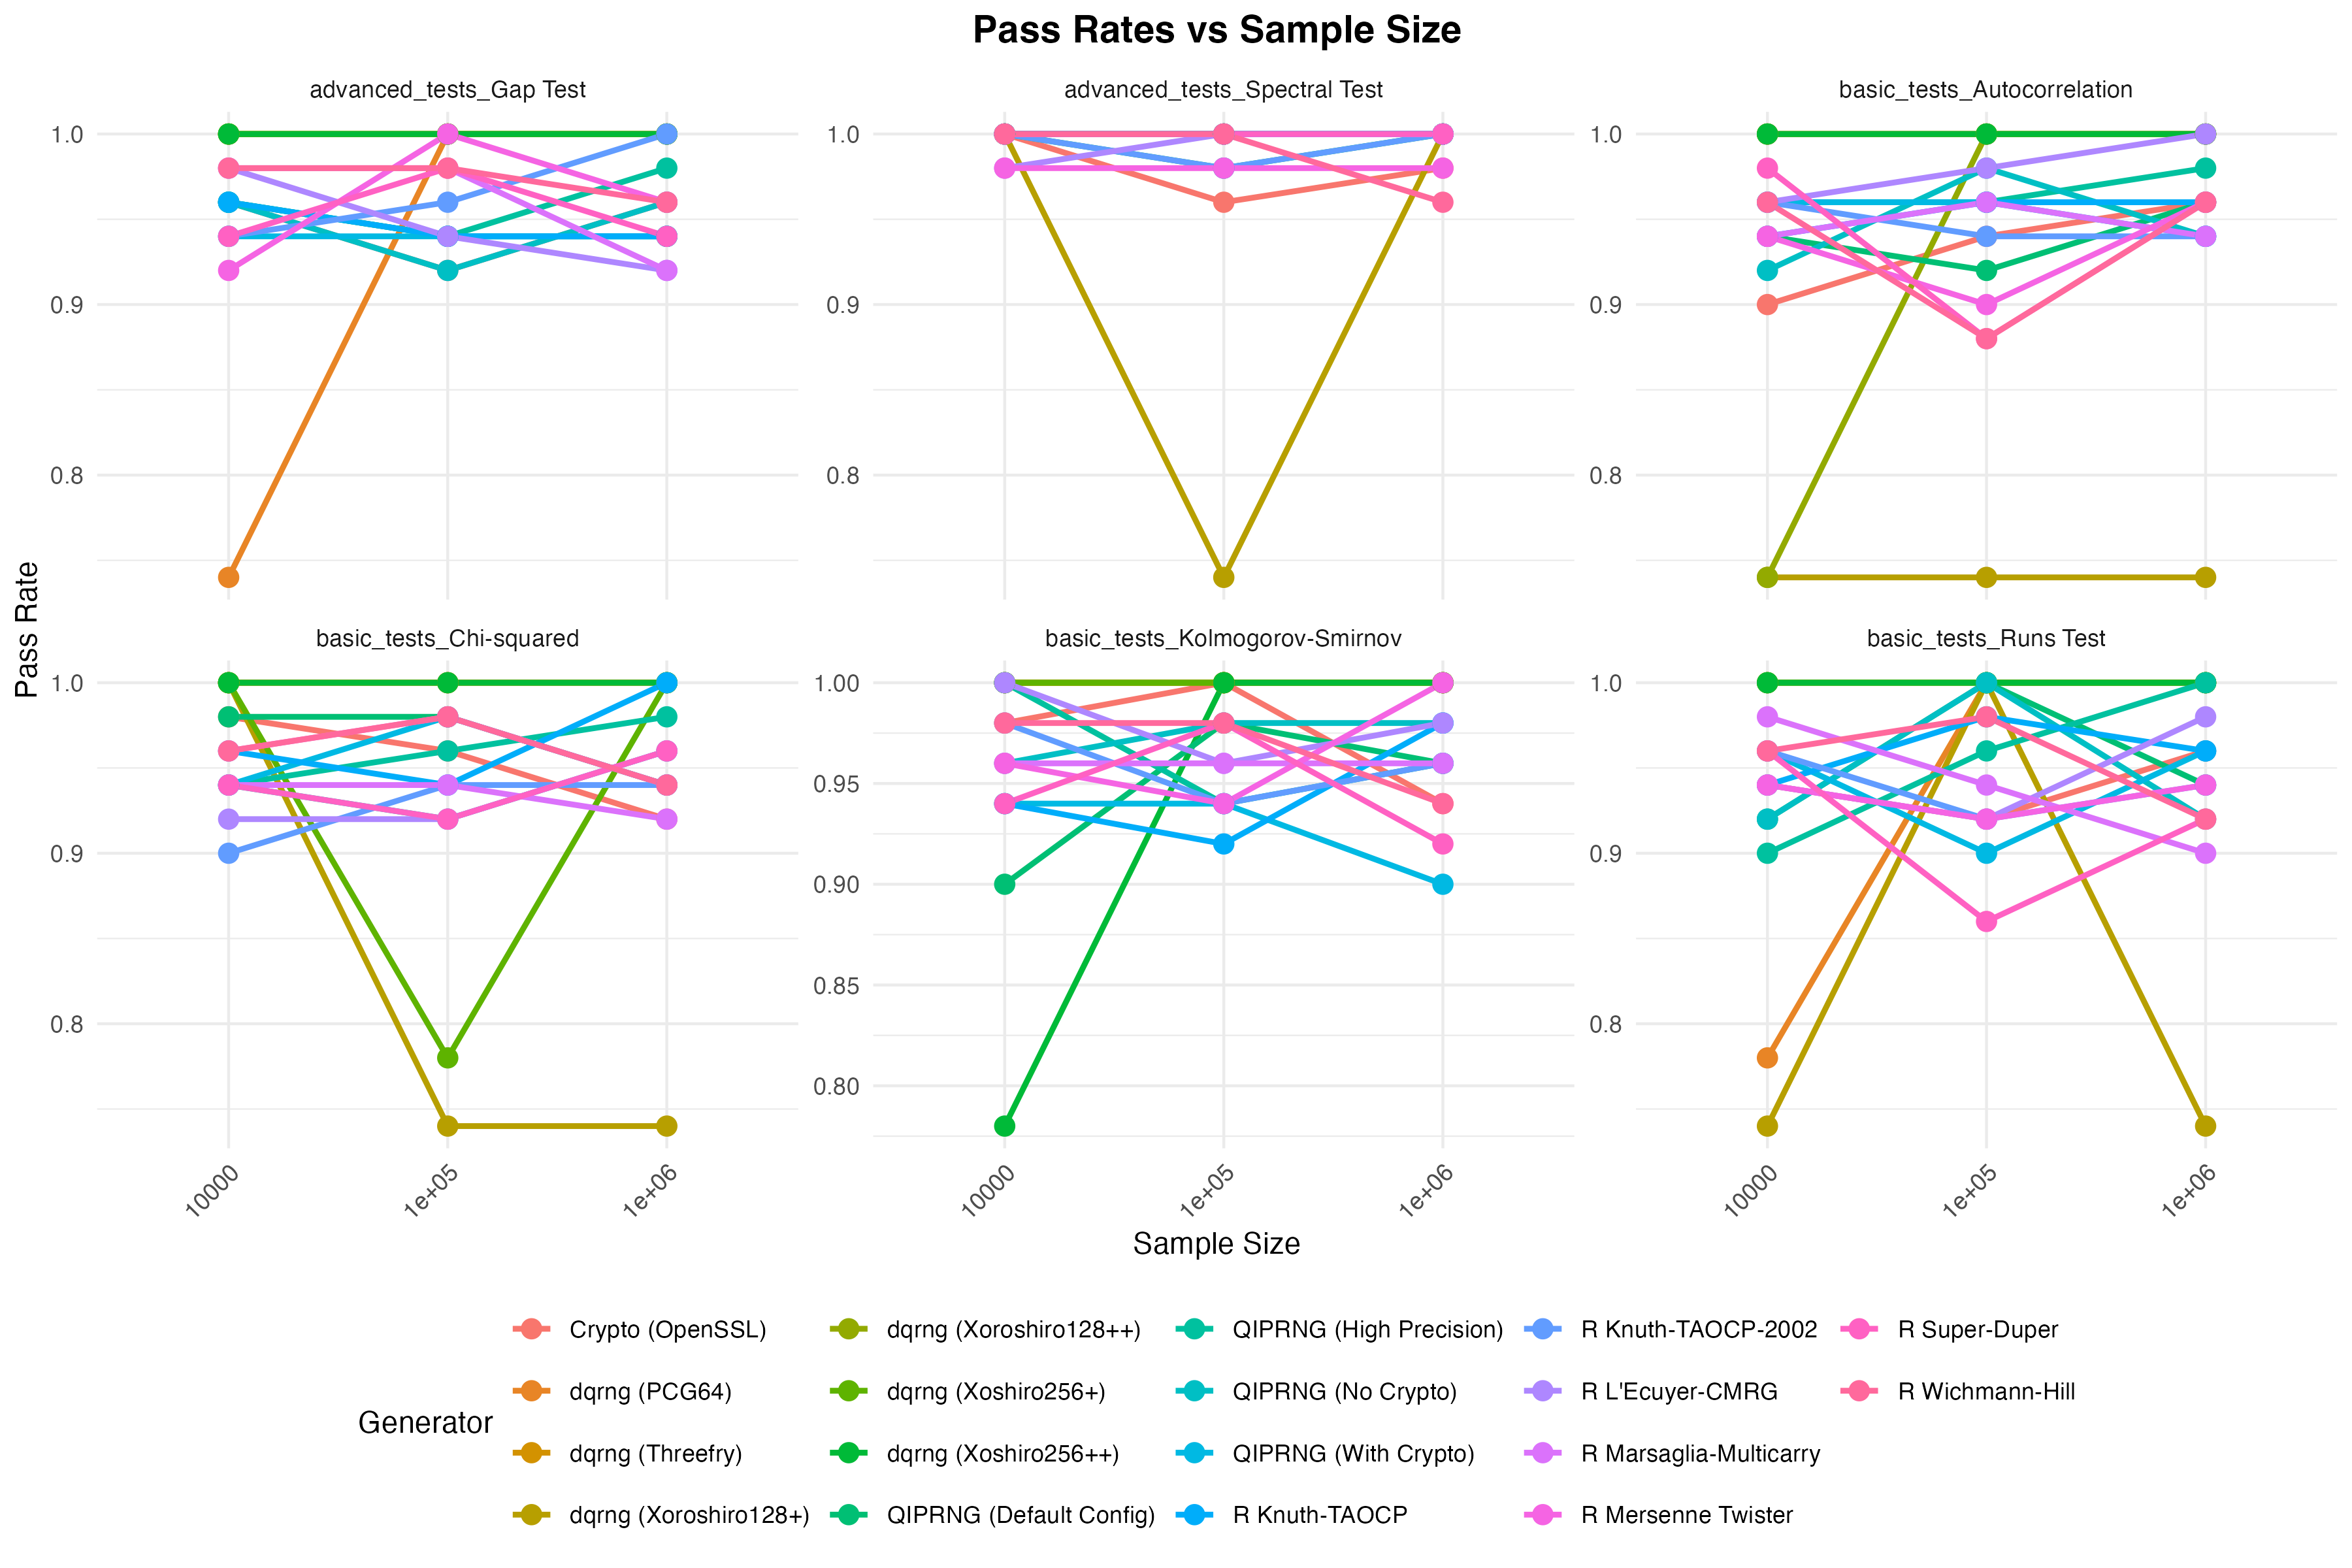 Pass Rates vs Sample Size
advanced_tests_Gap Test
advanced_tests_Spectral Test
basic_tests_Autocorrelation
1.0
0.9
0.8
1.0
0.9
0.8
1.0
0.9
0.8
Pass Rate
basic_tests_Chi-squared
basic_tests_Kolmogorov-Smirnov
basic_tests_Runs Test
1.0
0.9
0.8
1.00
0.95
0.90
0.85
0.80
1.0
0.9
0.8
10000
1e+05
1e+06
10000
1e+05
1e+06
10000
1e+05
1e+06
Sample Size
Generator
Crypto (OpenSSL)
dqrng (PCG64)
dqrng (Threefry)
dqrng (Xoroshiro128+)
dqrng (Xoroshiro128++)
dqrng (Xoshiro256+)
dqrng (Xoshiro256++)
QIPRNG (Default Config)
QIPRNG (High Precision)
QIPRNG (No Crypto)
QIPRNG (With Crypto)
R Knuth-TAOCP
R Knuth-TAOCP-2002
R L'Ecuyer-CMRG
R Marsaglia-Multicarry
R Mersenne Twister
R Super-Duper
R Wichmann-Hill